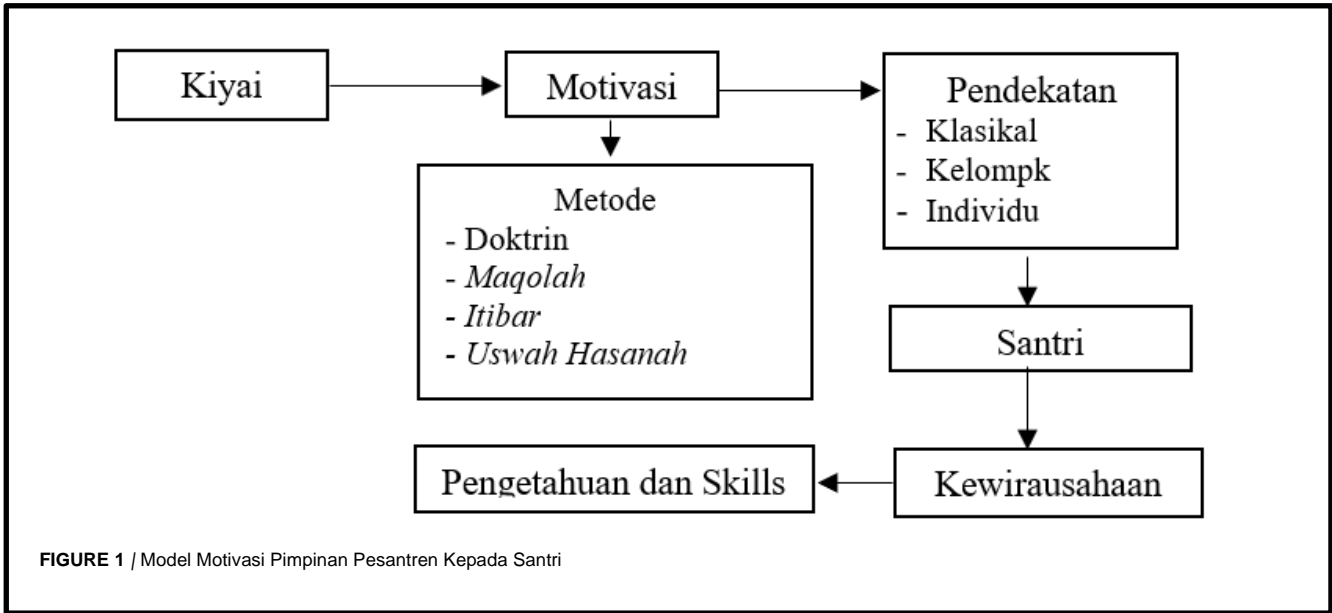 Kiyai
Motivasi
Pendekatan
- Klasikal
- Kelompk
- Individu
Metode
- Doktrin
- Maqolah
- Itibar
- Uswah Hasanah
Santri
Kewirausahaan
Pengetahuan dan Skills
FIGURE 1 | Model Motivasi Pimpinan Pesantren Kepada Santri